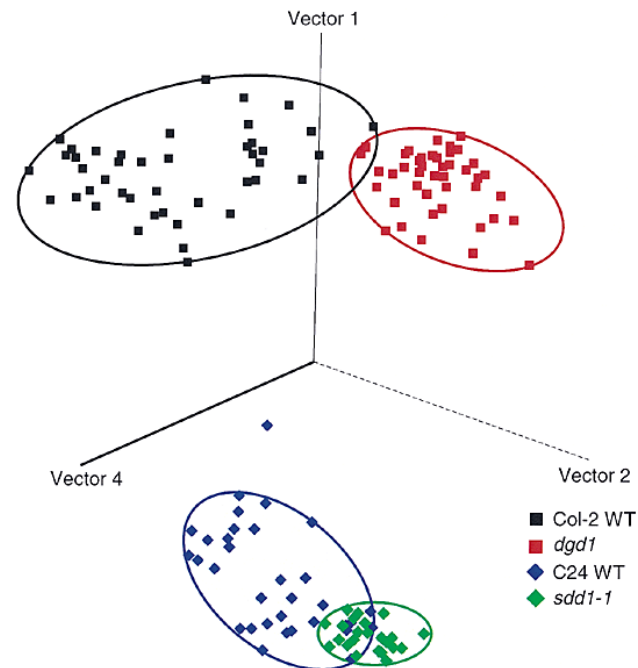 Vector 1
Vector 4
Vector 2
Col-2 WT
dgd1
C24 WT
sdd1-1